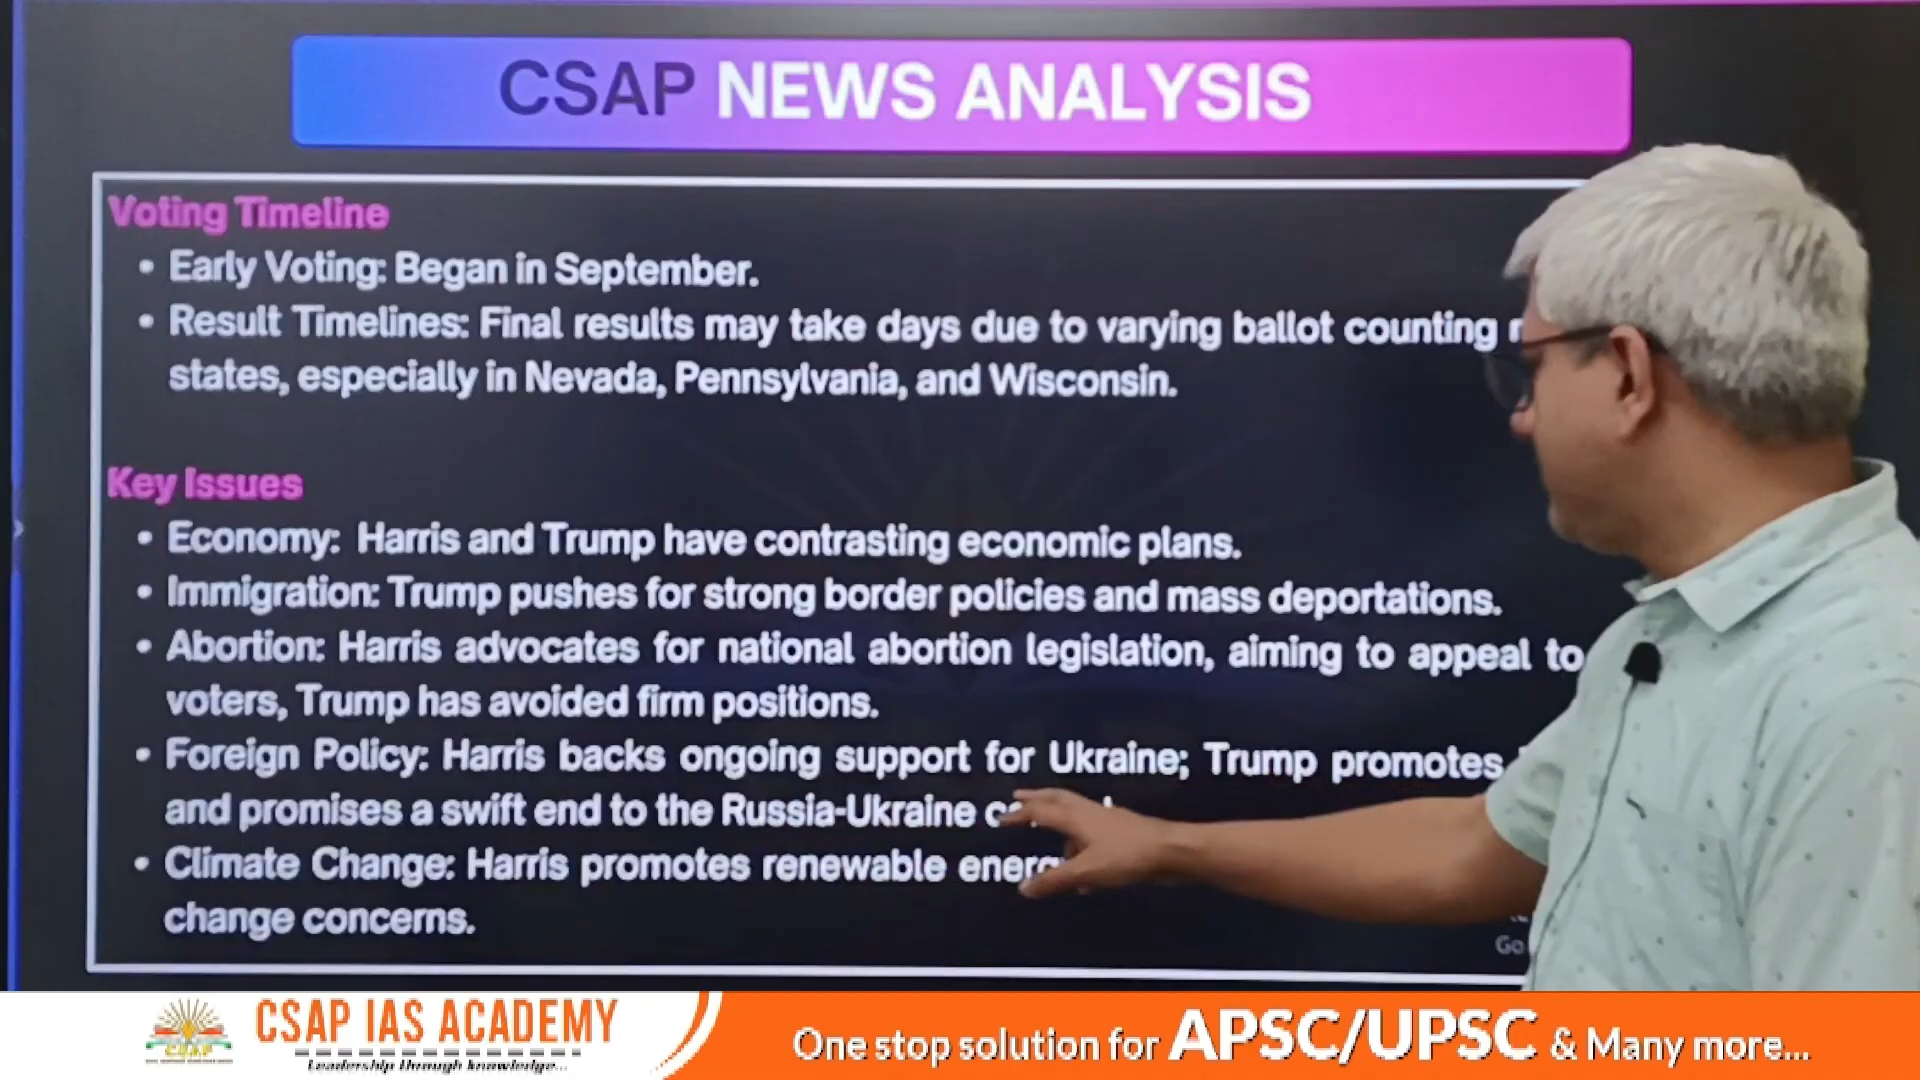 CSAP NEWS ANALYSIS
Voting Timeline
• Early Voting: Began in September.
• Result Timelines: Final results may take days due to varying ballot counting
states, especially in Nevada, Pennsylvania, and Wisconsin.
Key Issues
• Economy: Harris and Trump have contrasting economic plans.
• Immigration: Trump pushes for strong border policies and mass deportations.
• Abortion: Harris advocates for national abortion legislation, aiming to appeal to
voters, Trump has avoided firm positions.
• Foreign Policy: Harris backs ongoing support for Ukraine; Trump promotes
and promises a swift end to the Russia-Ukraine
• Climate Change: Harris promotes renewable
change concerns.
Go
CSAP IAS ACADEMY
Leadership through knowledge...
CSAP
One stop solution for APSC/UPSC & Many more...